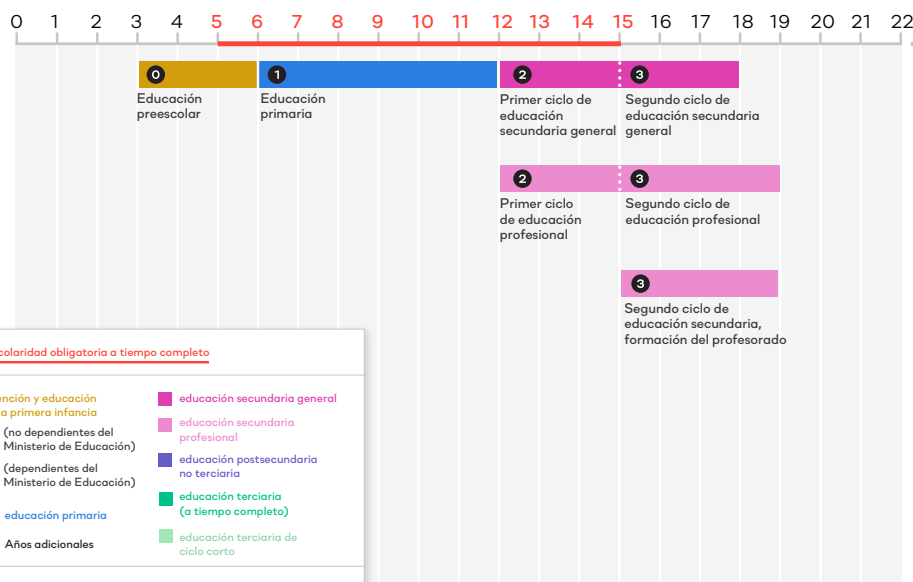 0 1 2 3 4 5 6 7 8 9 10 11 12 13 14 15 16 17 18 19 20 21 22
0 1 2 3
Educación
preescolar
Educación
primaria
Primer ciclo de
educación
secundaria general
Segundo ciclo de
educación secundaria
general
2 3
Primer ciclo
de educación
profesional
Segundo ciclo de
educación profesional
3
Segundo ciclo de
educación secundaria,
formación del profesorado
colaridad obligatoria a tiempo completo
ención y educación
a primera infancia
(no dependientes del
Ministerio de Educación)
(dependientes del
Ministerio de Educación)
educación primaria
Años adicionales
educación secundaria general
educación secundaria
profesional
educación postsecundaria
no terciaria
educación terciaria
(a tiempo completo)
educación terciaria de
ciclo corto